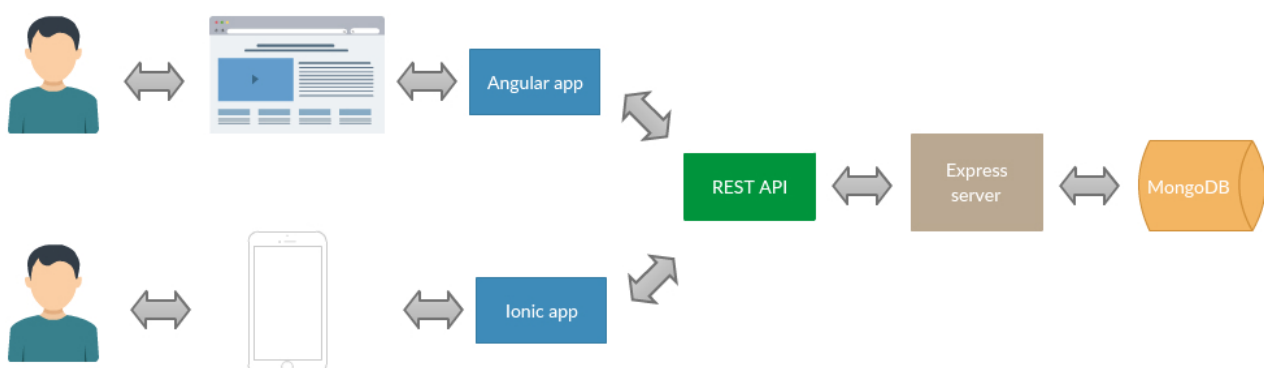 Angular app
REST API
Express
server
MongoDB
Ionic app